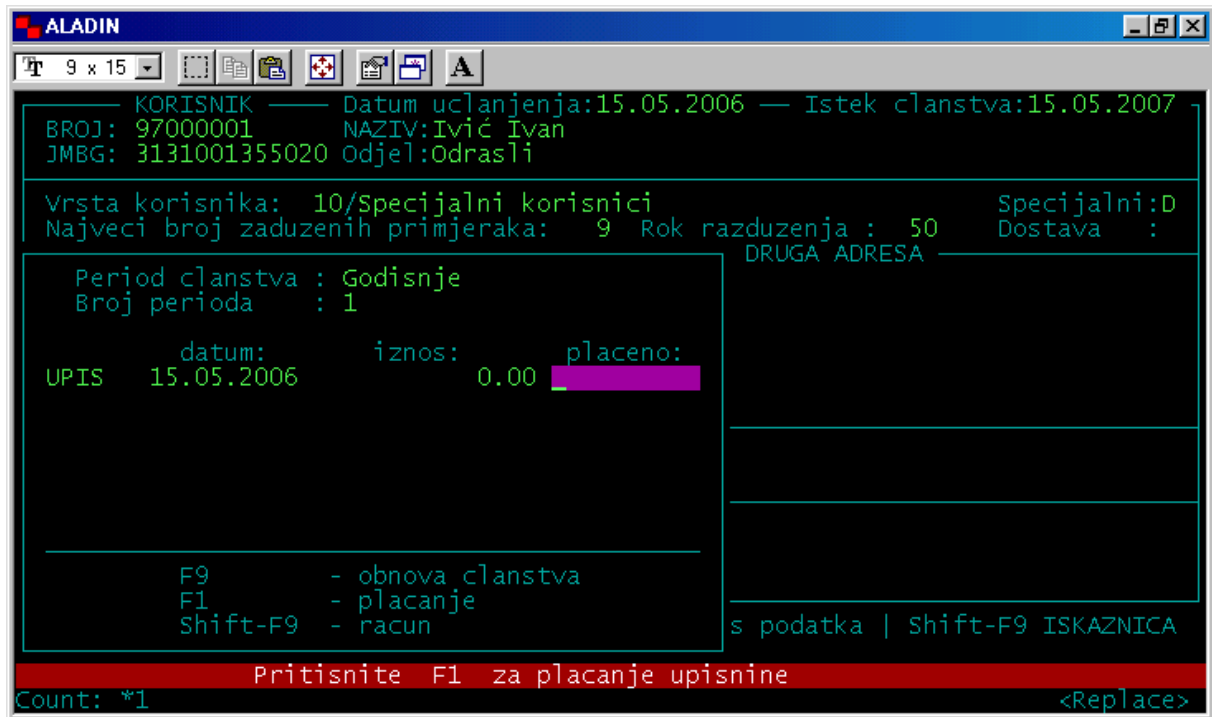 ALADIN
9 x 15
KORISNIK Datum uclanjenja:15.05.2006 Istek clanstva:15.05.2007
BROJ: 97000001 NAZIV:Ivić Ivan
JMBG: 3131001355020 Odjel:Odrasli
Vrsta korisnika: 10/Specijalni korisnici Specijalni:D
Najveci broj zaduzenih primjeraka: 9 Rok razduzenja : 50 Dostava :
DRUGA ADRESA
Period clanstva : Godisnje
Broj perioda : 1
datum: iznos: placeno:
UPIS 15.05.2006 0.00
F9 - obnova clanstva
F1 - placanje
Shift-F9 - racun s podatka | Shift-F9 ISKAZNICA
Pritisnite F1 za placanje upisnine
Count: *1 <Replace>